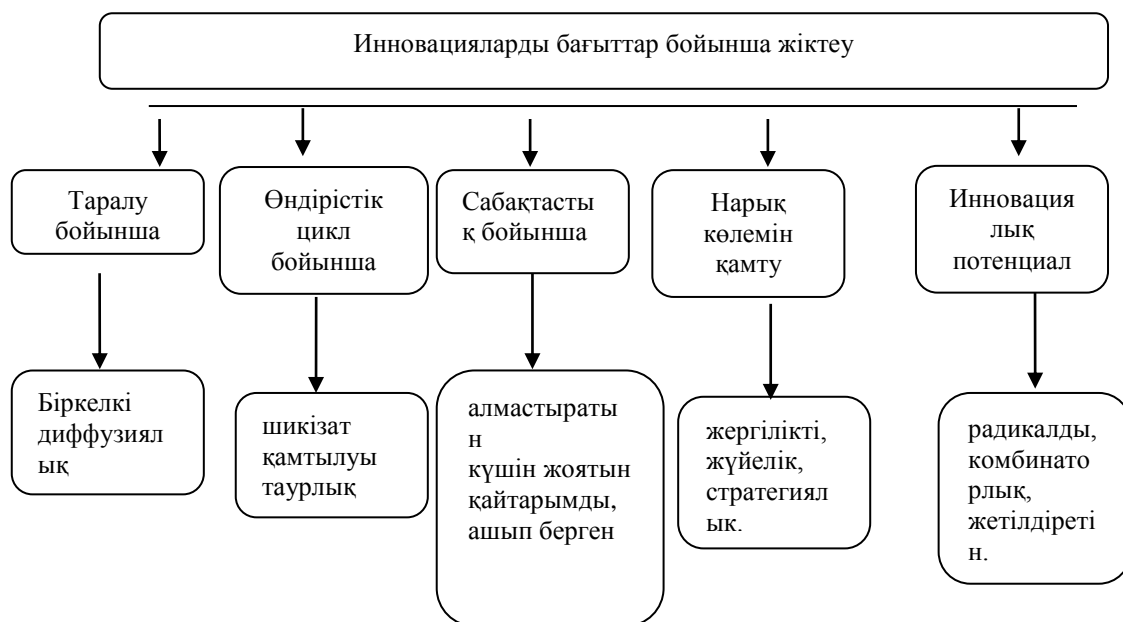 Инновацияларды бағыттар бойынша жіктеу
Таралу
бойынша
Өндірістік
цикл
бойынша
Сабақтасты
қ бойынша
Нарық
көлемін
қамту
Инновация
лық
потенциал
Біркелкі
диффузиял
ық
шикізат
қамтылуы
таурлық
алмастыраты
н
күшін жоятын
қайтарымды,
ашып берген
жергілікті,
жүйелік,
стратегиял
ык.
радикалды,
комбинато
рлық,
жетілдіреті
н.